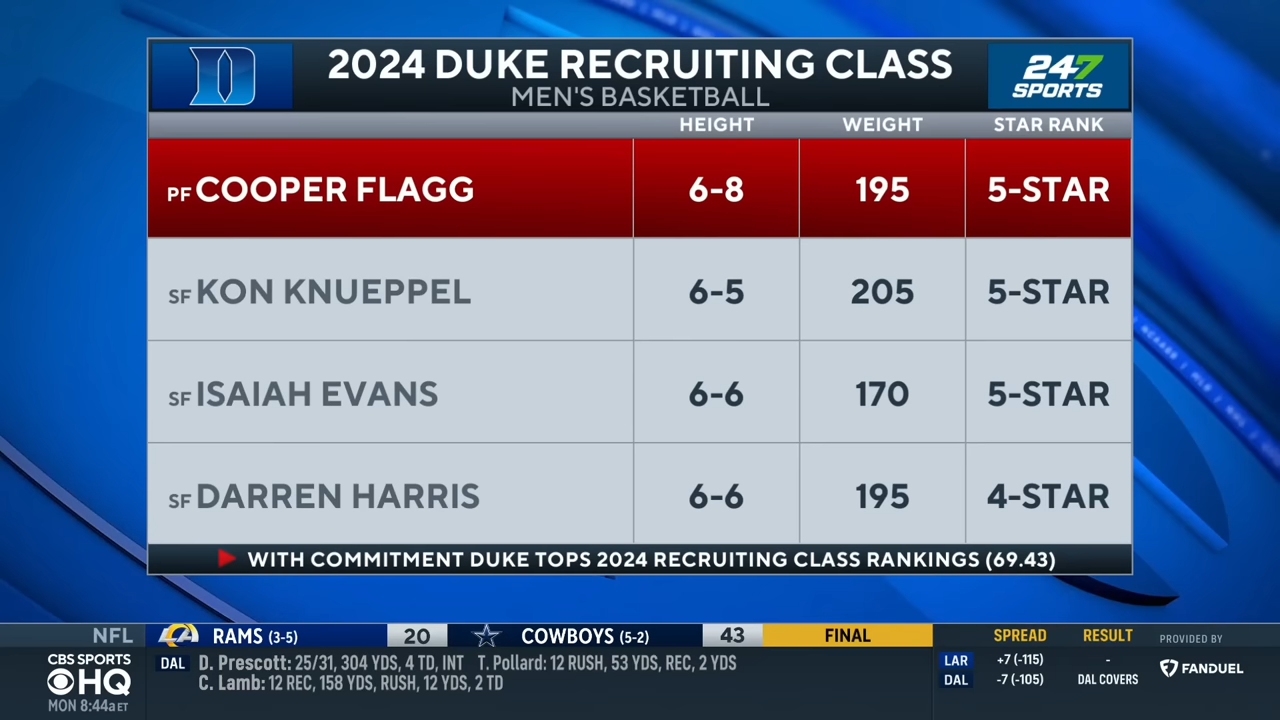 D
2024 DUKE RECRUITING CLASS
MEN'S BASKETBALL
247
SPORTS
HEIGHT WEIGHT STAR RANK
PF COOPER FLAGG 6-8 195 5-STAR
SF KON KNUEPPEL 6-5 205 5-STAR
SF ISAIAH EVANS 6-6 170 5-STAR
SF DARREN HARRIS 6-6 195 4-STAR
WITH COMMITMENT DUKE TOPS 2024 RECRUITING CLASS RANKINGS (69.43)
NFL RAMS (3-5) 20 COWBOYS (5-2) 43 FINAL SPREAD RESULT PROVIDED BY
CBS SPORTS
HQ
MON 8:44a ET
DAL D. Prescott: 25/31, 304 YDS, 4 TD, INT T. Pollard: 12 RUSH, 53 YDS, REC, 2 YDS
C. Lamb: 12 REC, 158 YDS, RUSH, 12 YDS, 2 TD
LAR +7 (-115) -
DAL -7 (-105) DAL COVERS
FANDUEL